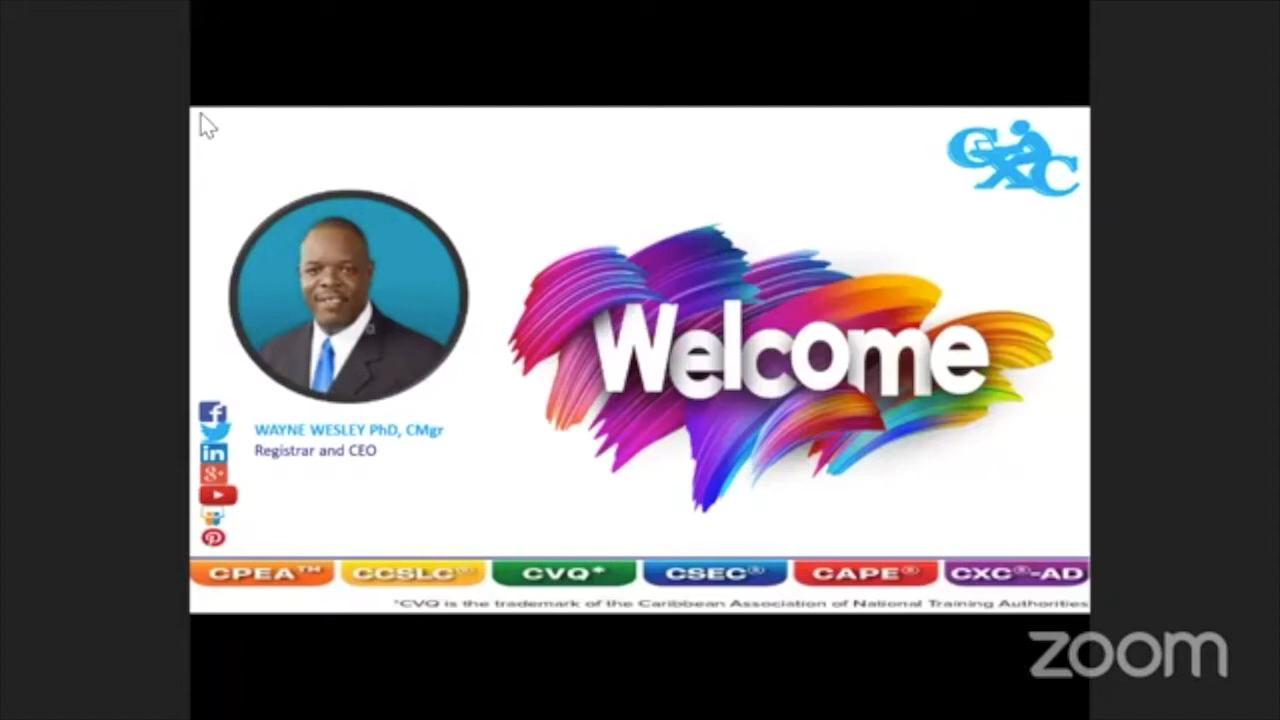 CXC
Welcome
WAYNE WESLEY PhD, CMgr
Registrar and CEO
f
in
g+
CPEA™ CCSLC® CVQ* CSEC® CAPE® CXC®-AD
*CVQ is the trademark of the Caribbean Association of National Training Authorities
zoom